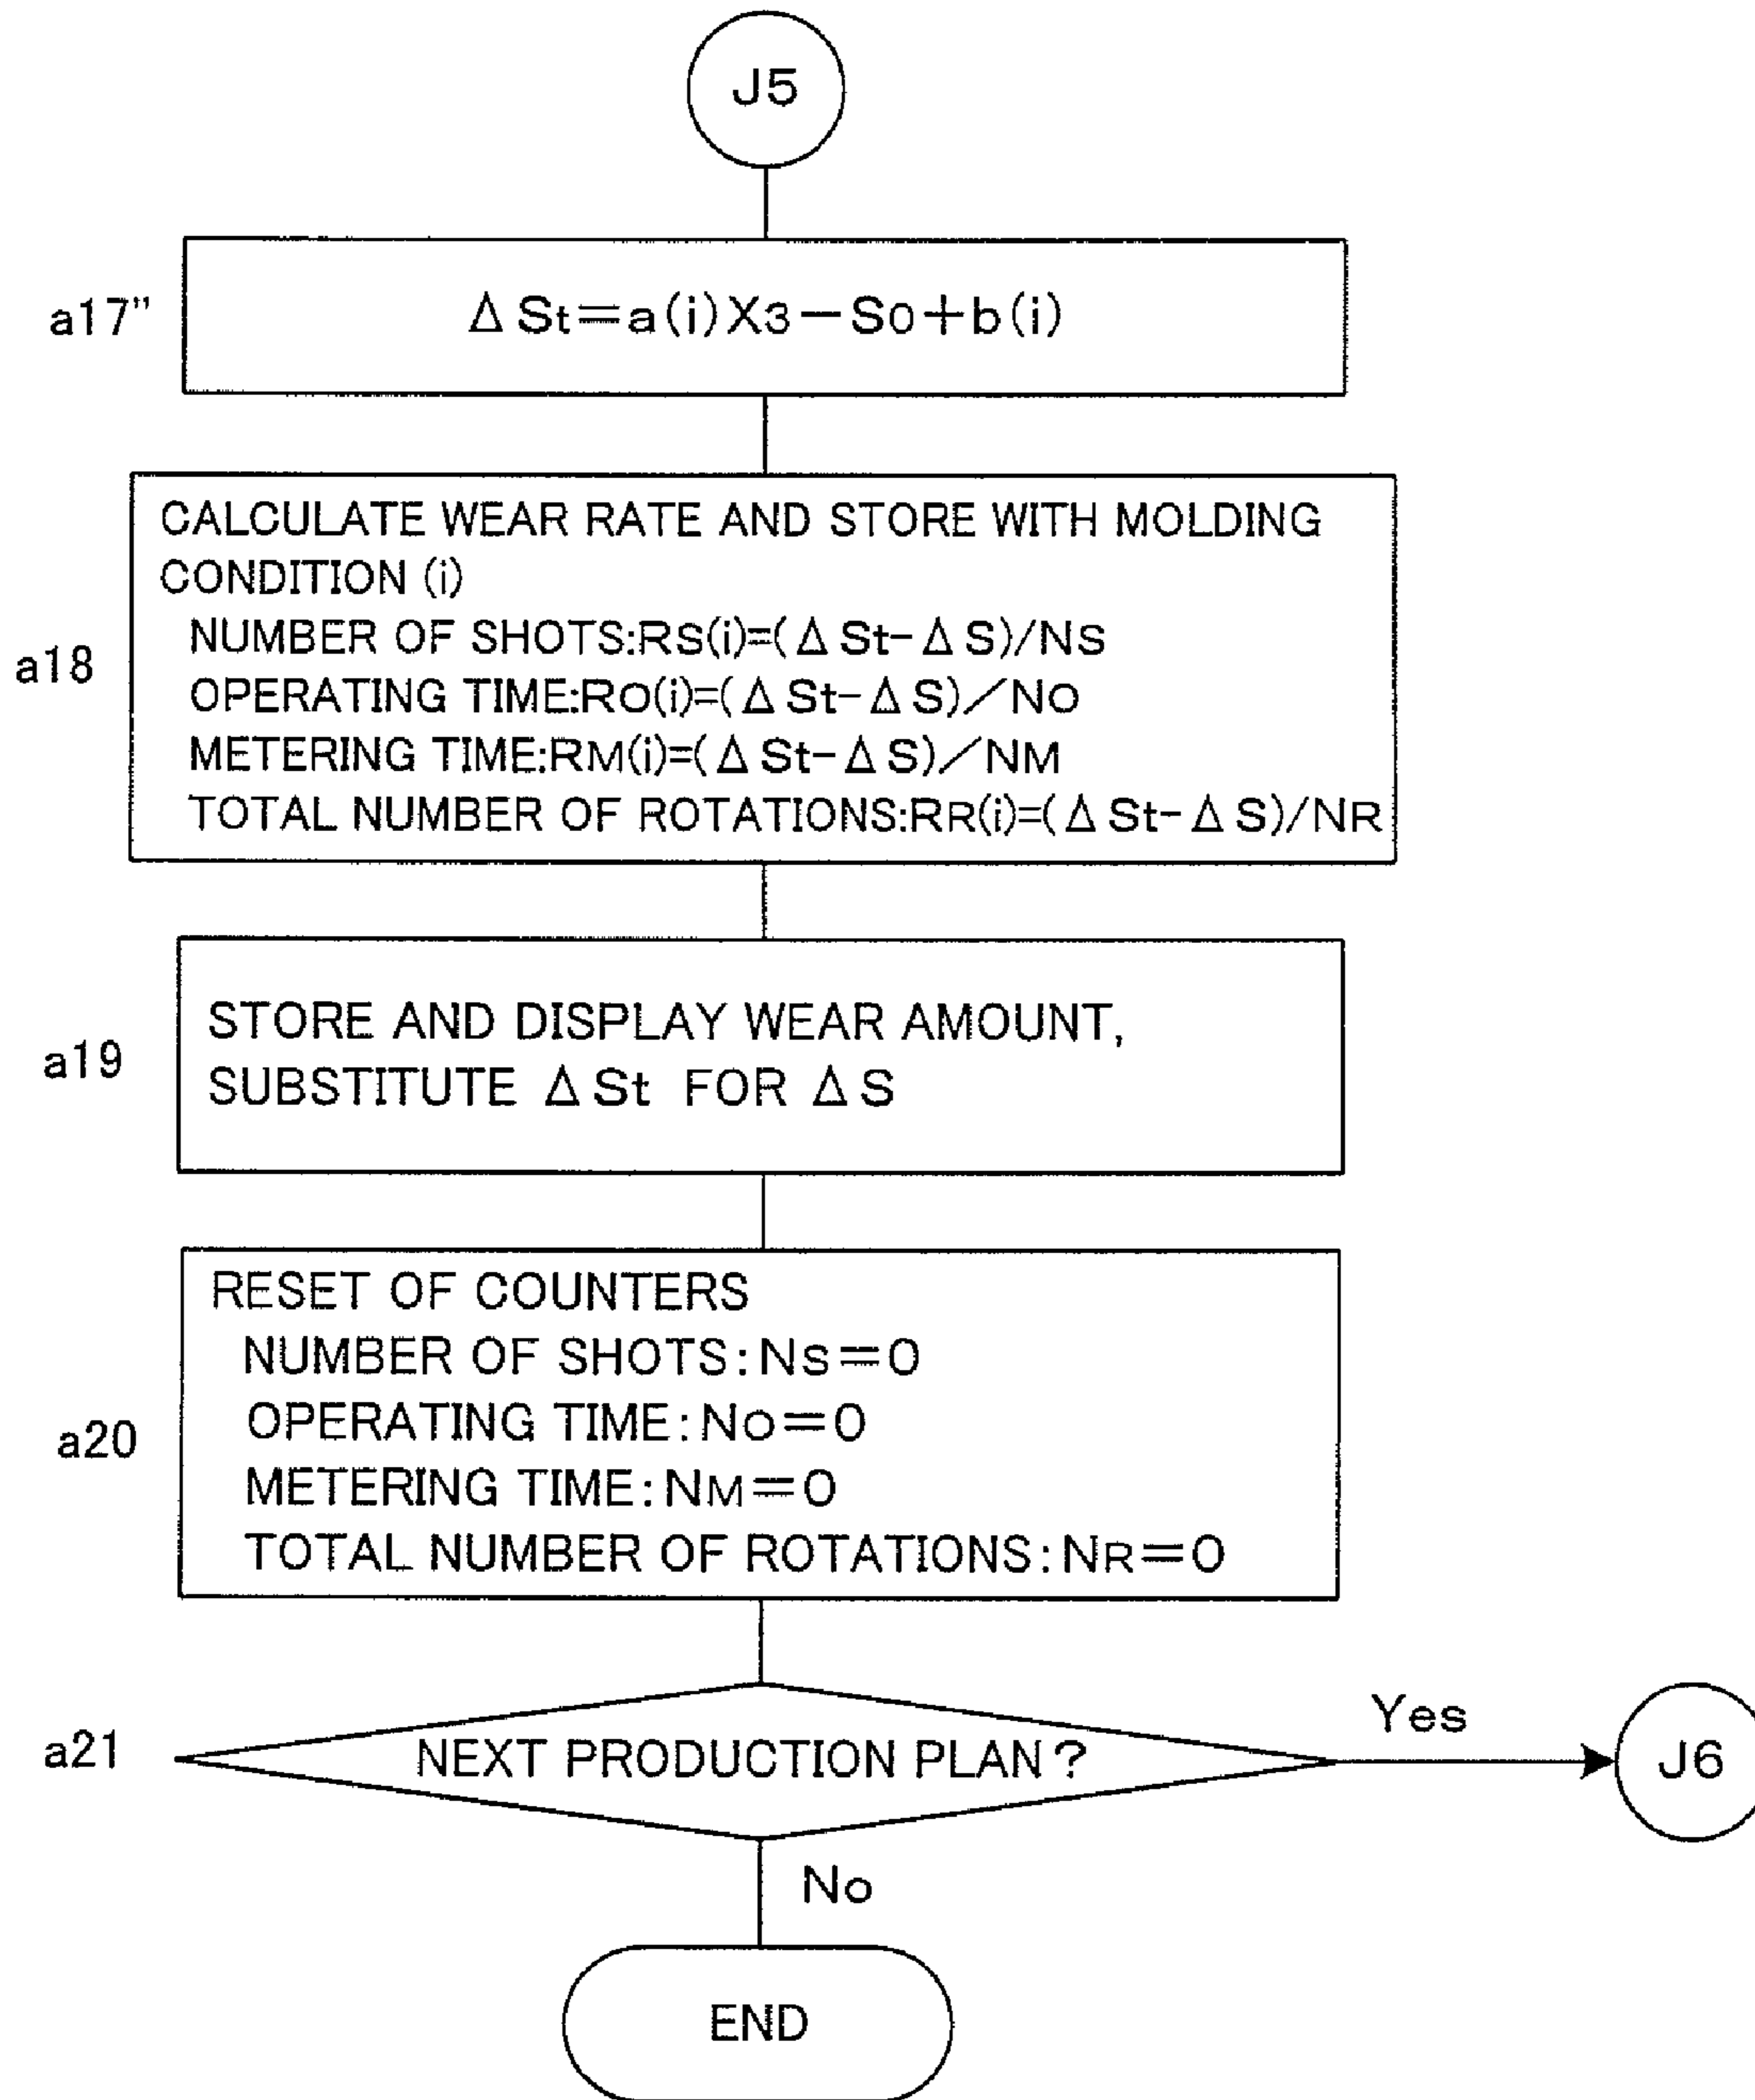 J5
a17"
ΔSt=a(i)X3-S0+b(i)
a18
CALCULATE WEAR RATE AND STORE WITH MOLDING
CONDITION (i)
NUMBER OF SHOTS:RS(i)=(ΔSt-ΔS)/NS
OPERATING TIME:RO(i)=(ΔSt-ΔS)/NO
METERING TIME:RM(i)=(ΔSt-ΔS)/NM
TOTAL NUMBER OF ROTATIONS:RR(i)=(ΔSt-ΔS)/NR
a19
STORE AND DISPLAY WEAR AMOUNT,
SUBSTITUTE ΔSt FOR ΔS
a20
RESET OF COUNTERS
NUMBER OF SHOTS:NS=0
OPERATING TIME:NO=0
METERING TIME:NM=0
TOTAL NUMBER OF ROTATIONS:NR=0
a21
NEXT PRODUCTION PLAN?
Yes
J6
No
END